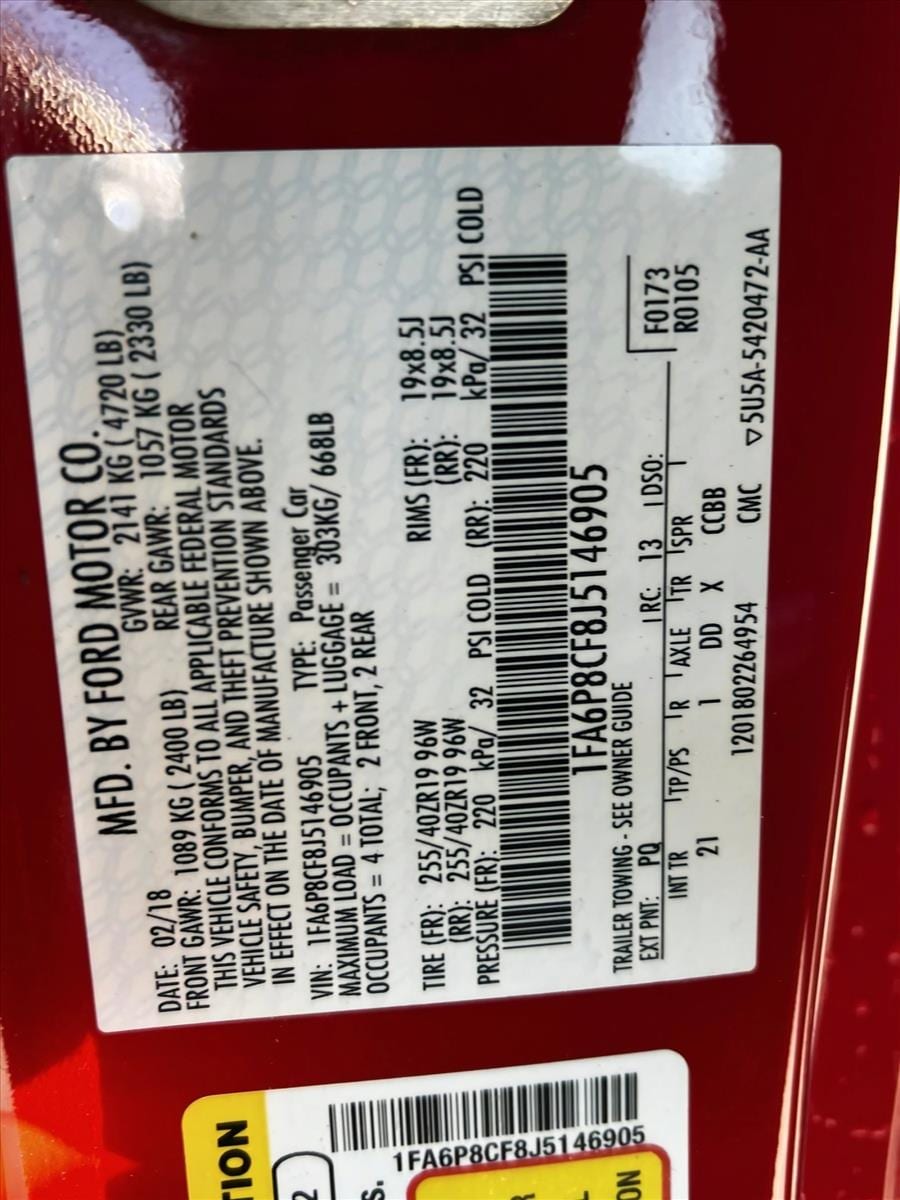 MFD. BY FORD MOTOR CO.
DATE: 02/18 GVWR: 2141 KG ( 4720 LB)
FRONT GAWR: 1089 KG ( 2400 LB) REAR GAWR: 1057 KG ( 2330 LB)
THIS VEHICLE CONFORMS TO ALL APPLICABLE FEDERAL MOTOR
VEHICLE SAFETY, BUMPER, AND THEFT PREVENTION STANDARDS
IN EFFECT ON THE DATE OF MANUFACTURE SHOWN ABOVE.
VIN: 1FA6P8CF8J5146905 TYPE: Passenger Car
MAXIMUM LOAD = OCCUPANTS + LUGGAGE = 303KG/ 668LB
OCCUPANTS = 4 TOTAL; 2 FRONT, 2 REAR
TIRE (FR): 255/40ZR19 96W RIMS (FR): 19x8.5J
(RR): 255/40ZR19 96W (RR): 19x8.5J
PRESSURE (FR): 220 kPa/ 32 PSI COLD (RR): 220 kPa/ 32 PSI COLD
1FA6P8CF8J5146905
TRAILER TOWING - SEE OWNER GUIDE F0173
EXT PNT: PQ RC: 13 DSO: R0105
INT TR TP/PS R AXLE TR SPR
21 1 DD X CCBB
1201802264954 CMC ▽5U5A-5420472-AA
TION
1FA6P8CF8J5146905
2
S.
R
L
ON